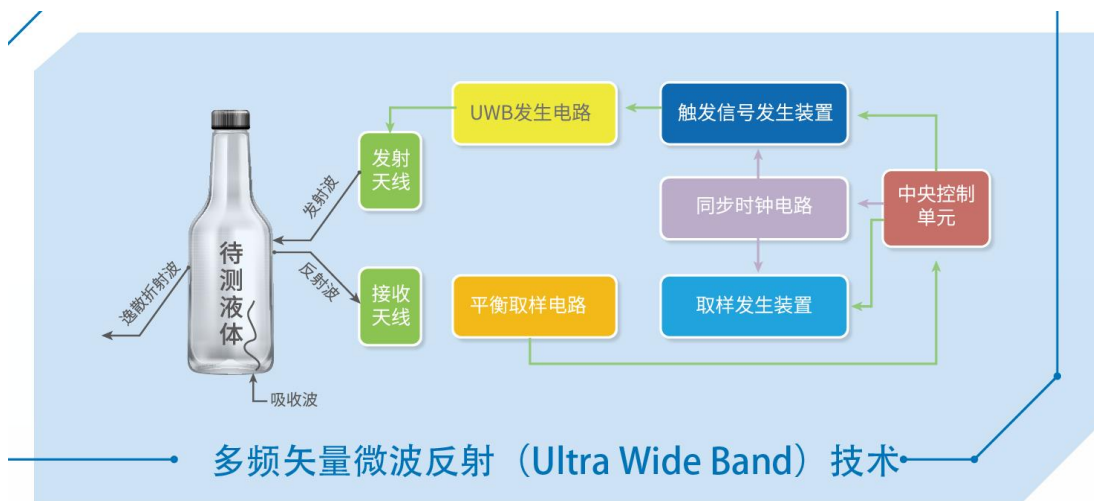 UWB发生电路
触发信号发生装置
发射
天线
发射波
同步时钟电路
中央控制
单元
待
测
液
体
反射波
逸散折射波
接收
天线
平衡取样电路
取样发生装置
吸收波
多频矢量微波反射（Ultra Wide Band）技术